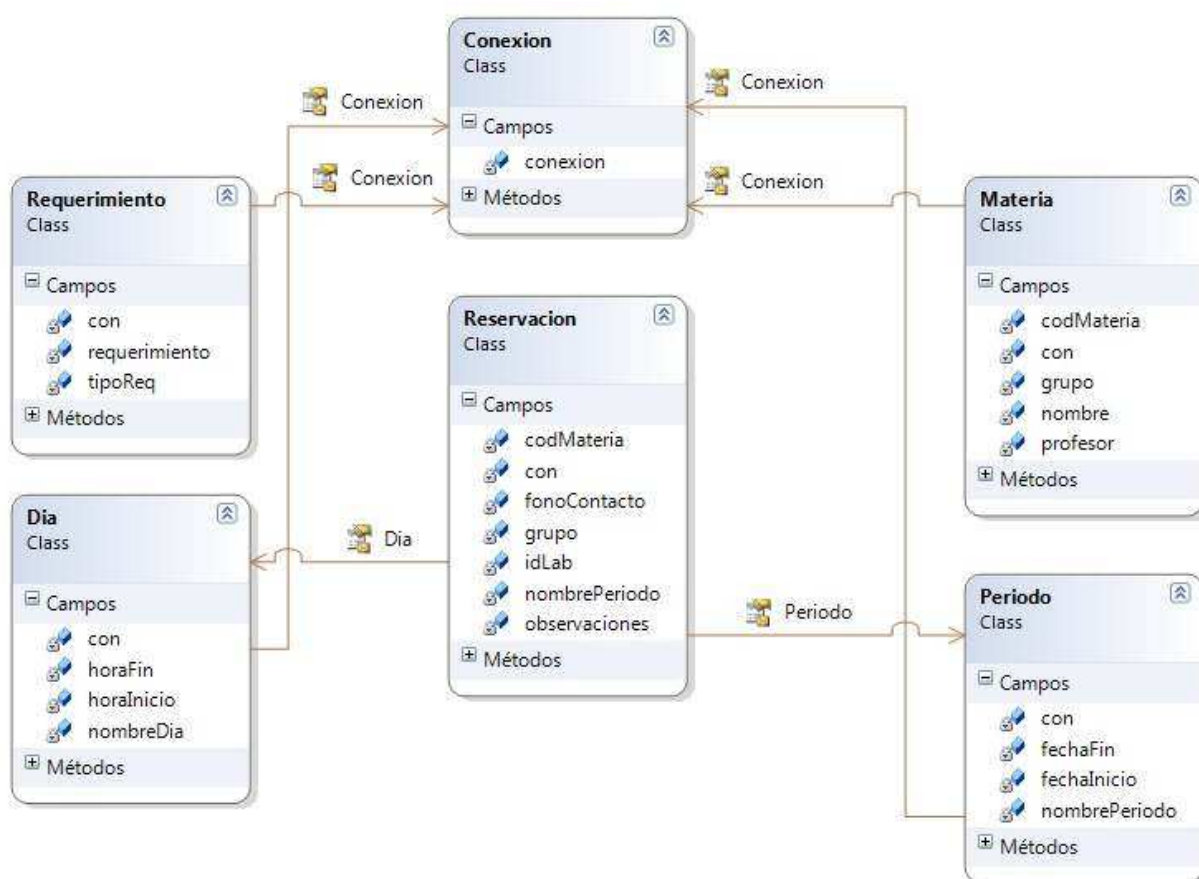 Conexion
Class
Campos
conexion
Métodos
Conexion
Conexion
Conexion
Conexion
Requerimiento
Class
Campos
con
requerimiento
tipoReq
Métodos
Materia
Class
Campos
codMateria
con
grupo
nombre
profesor
Métodos
Reservacion
Class
Campos
codMateria
con
fonoContacto
grupo
idLab
nombrePeriodo
observaciones
Métodos
Dia
Periodo
Dia
Class
Campos
con
horaFin
horaInicio
nombreDia
Métodos
Periodo
Class
Campos
con
fechaFin
fechaInicio
nombrePeriodo
Métodos